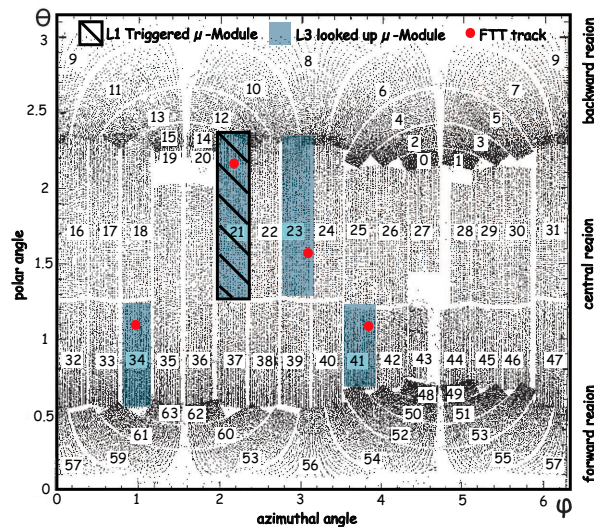 θ
L1 Triggered μ-Module
L3 looked up μ-Module
FTT track
3
9 8 9
11 10 6 7
2.5
13 12 4 5
15 14 2 3
19 20 0 1
2
16 17 18 21 22 23 24 25 26 27 28 29 30 31
1.5
1
32 33 34 35 36 37 38 39 40 41 42 43 44 45 46 47
48 49
0.5
63 62 50 51
61 60 52 53
59 53 54 55
57 56 57
0
0 1 2 3 4 5 6 φ
azimuthal angle
polar angle
backward region
central region
forward region